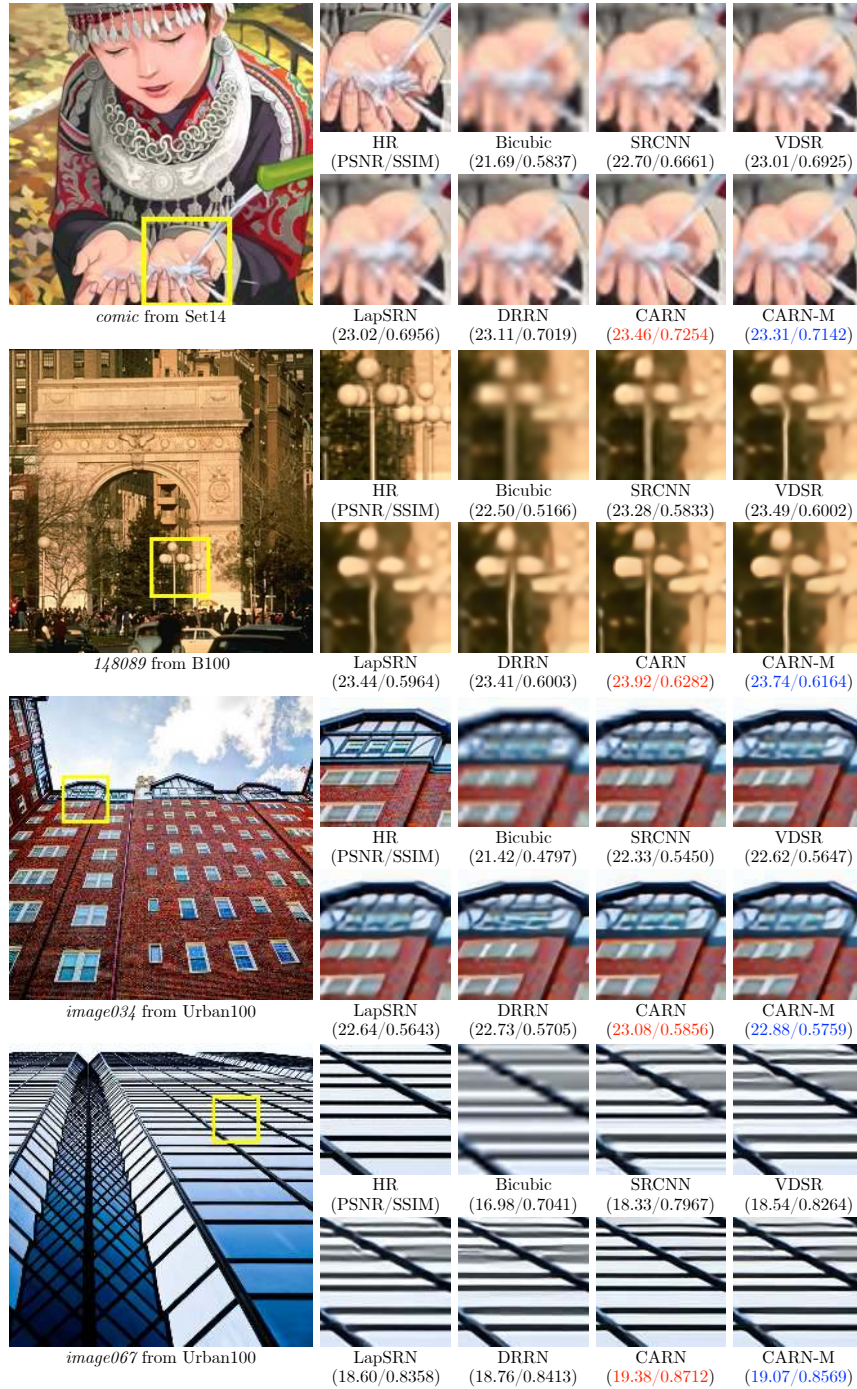 HR Bicubic SRCNN VDSR
(PSNR/SSIM) (21.69/0.5837) (22.70/0.6661) (23.01/0.6925)
LapSRN DRRN CARN CARN-M
comic from Set14
(23.02/0.6956) (23.11/0.7019) (23.46/0.7254) (23.31/0.7142)
HR Bicubic SRCNN VDSR
(PSNR/SSIM) (22.50/0.5166) (23.28/0.5833) (23.49/0.6002)
148089 from B100
LapSRN DRRN CARN CARN-M
(23.44/0.5964) (23.41/0.6003) (23.92/0.6282) (23.74/0.6164)
HR Bicubic SRCNN VDSR
(PSNR/SSIM) (21.42/0.4797) (22.33/0.5450) (22.62/0.5647)
image034 from Urban100
LapSRN DRRN CARN CARN-M
(22.64/0.5643) (22.73/0.5705) (23.08/0.5856) (22.88/0.5759)
HR Bicubic SRCNN VDSR
(PSNR/SSIM) (16.98/0.7041) (18.33/0.7967) (18.54/0.8264)
image067 from Urban100
LapSRN DRRN CARN CARN-M
(18.60/0.8358) (18.76/0.8413) (19.38/0.8712) (19.07/0.8569)